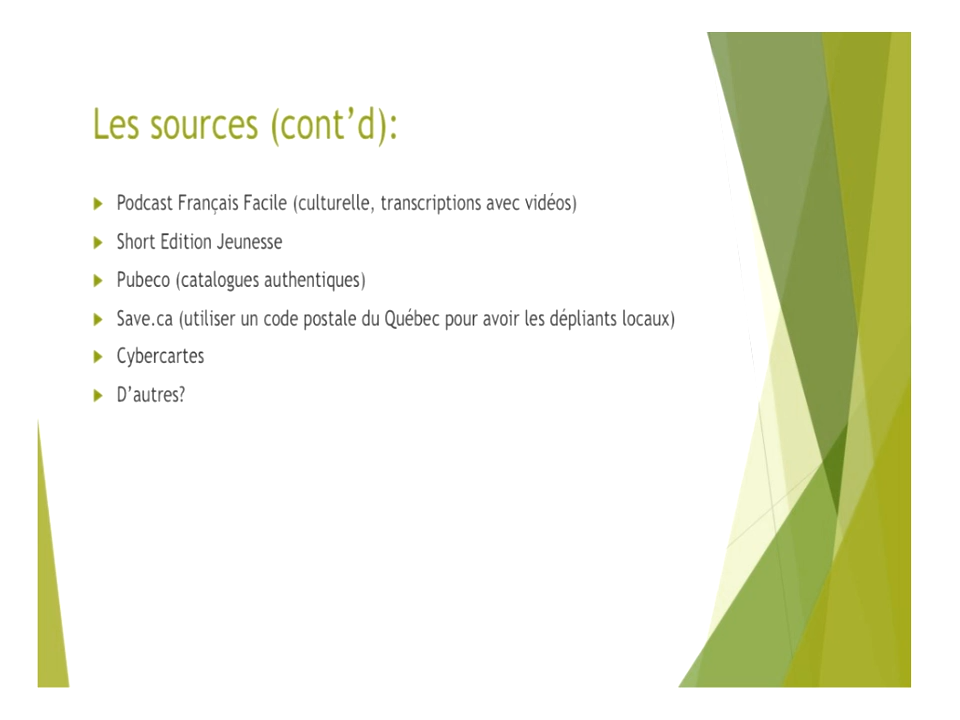 Les sources (cont’d):
Podcast Français Facile (culturelle, transcriptions avec vidéos)
Short Edition Jeunesse
Pubeco (catalogues authentiques)
Save.ca (utiliser un code postale du Québec pour avoir les dépliants locaux)
Cybercartes
D’autres?